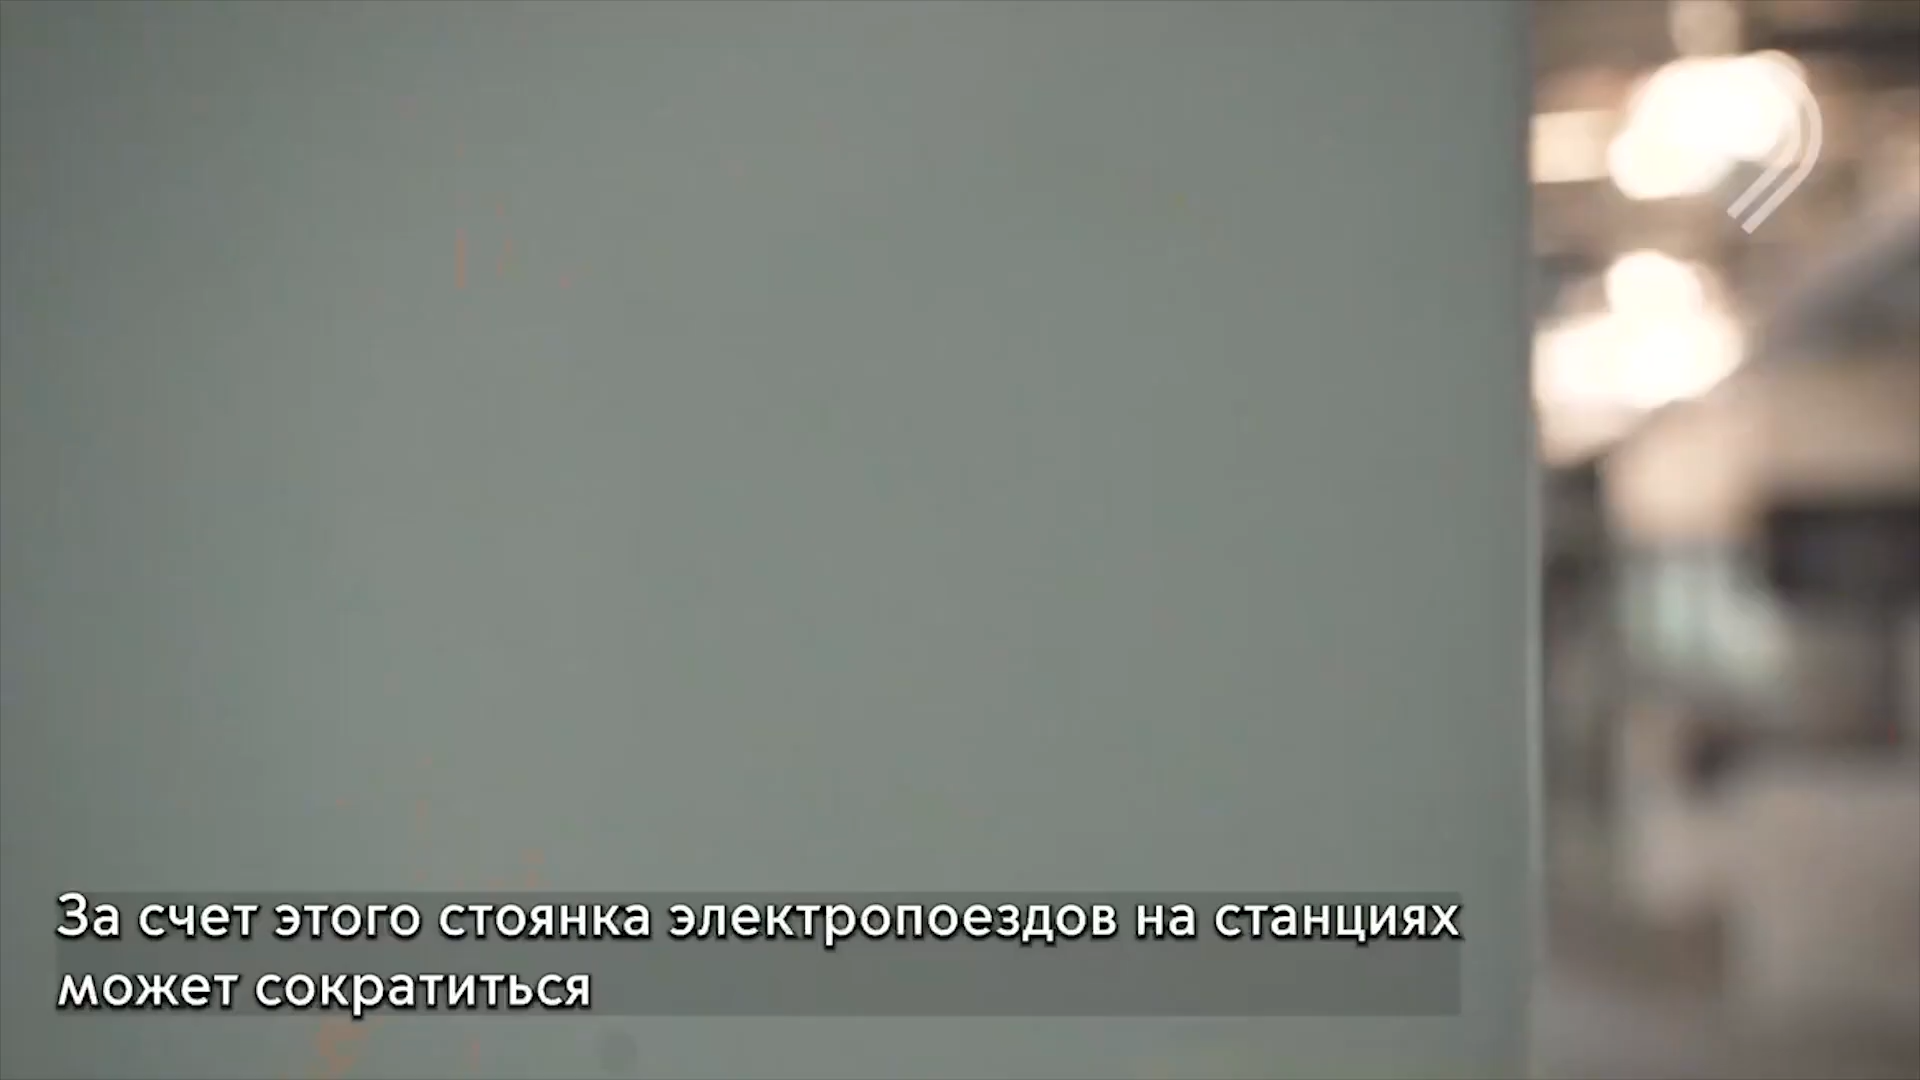 За счет этого стоянка электропоездов на станциях
может сократиться